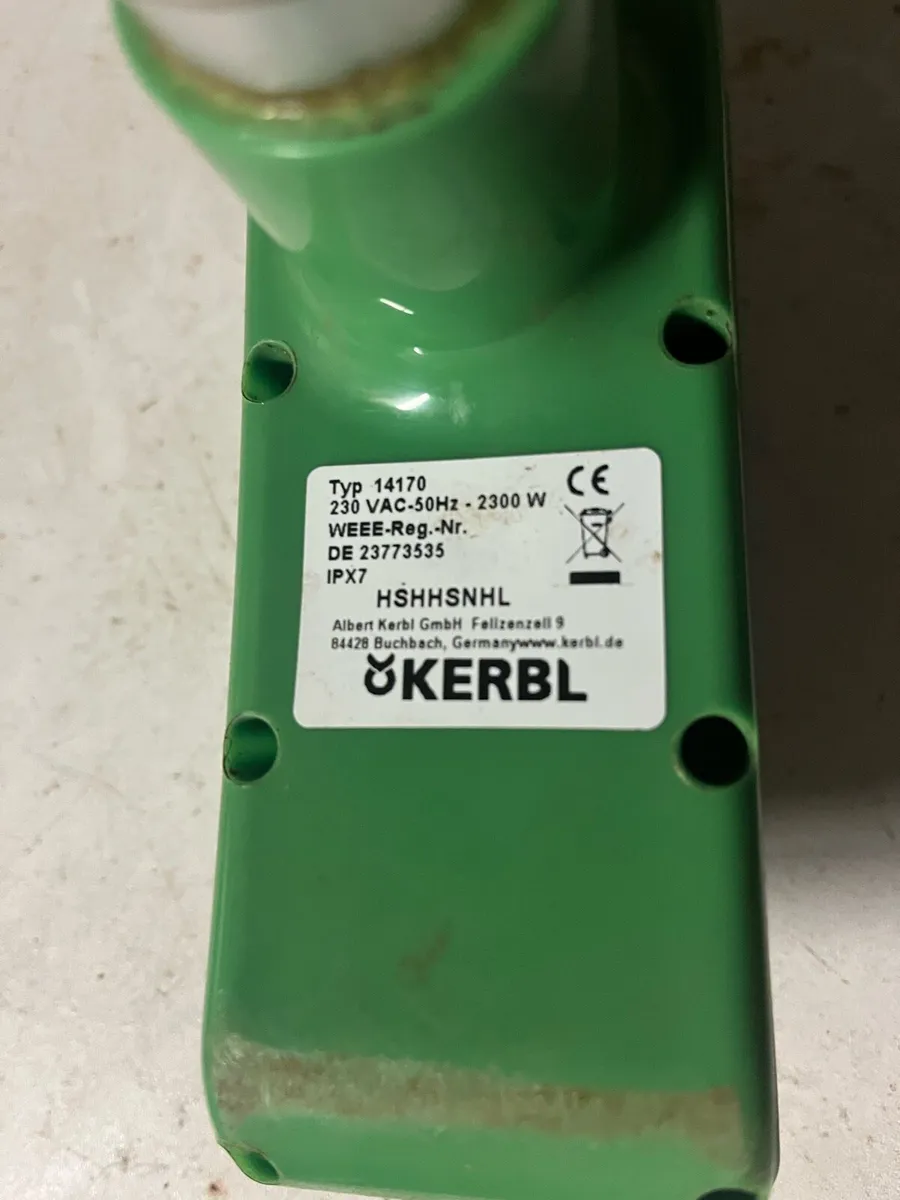 Typ 14170
230 VAC-50Hz - 2300 W
WEEE-Reg.-Nr.
DE 23773535
IPX7
CE
HSHHSNHL
Albert Kerbl GmbH Felizenzell 9
84428 Buchbach, Germanywww.kerbl.de
KERBL